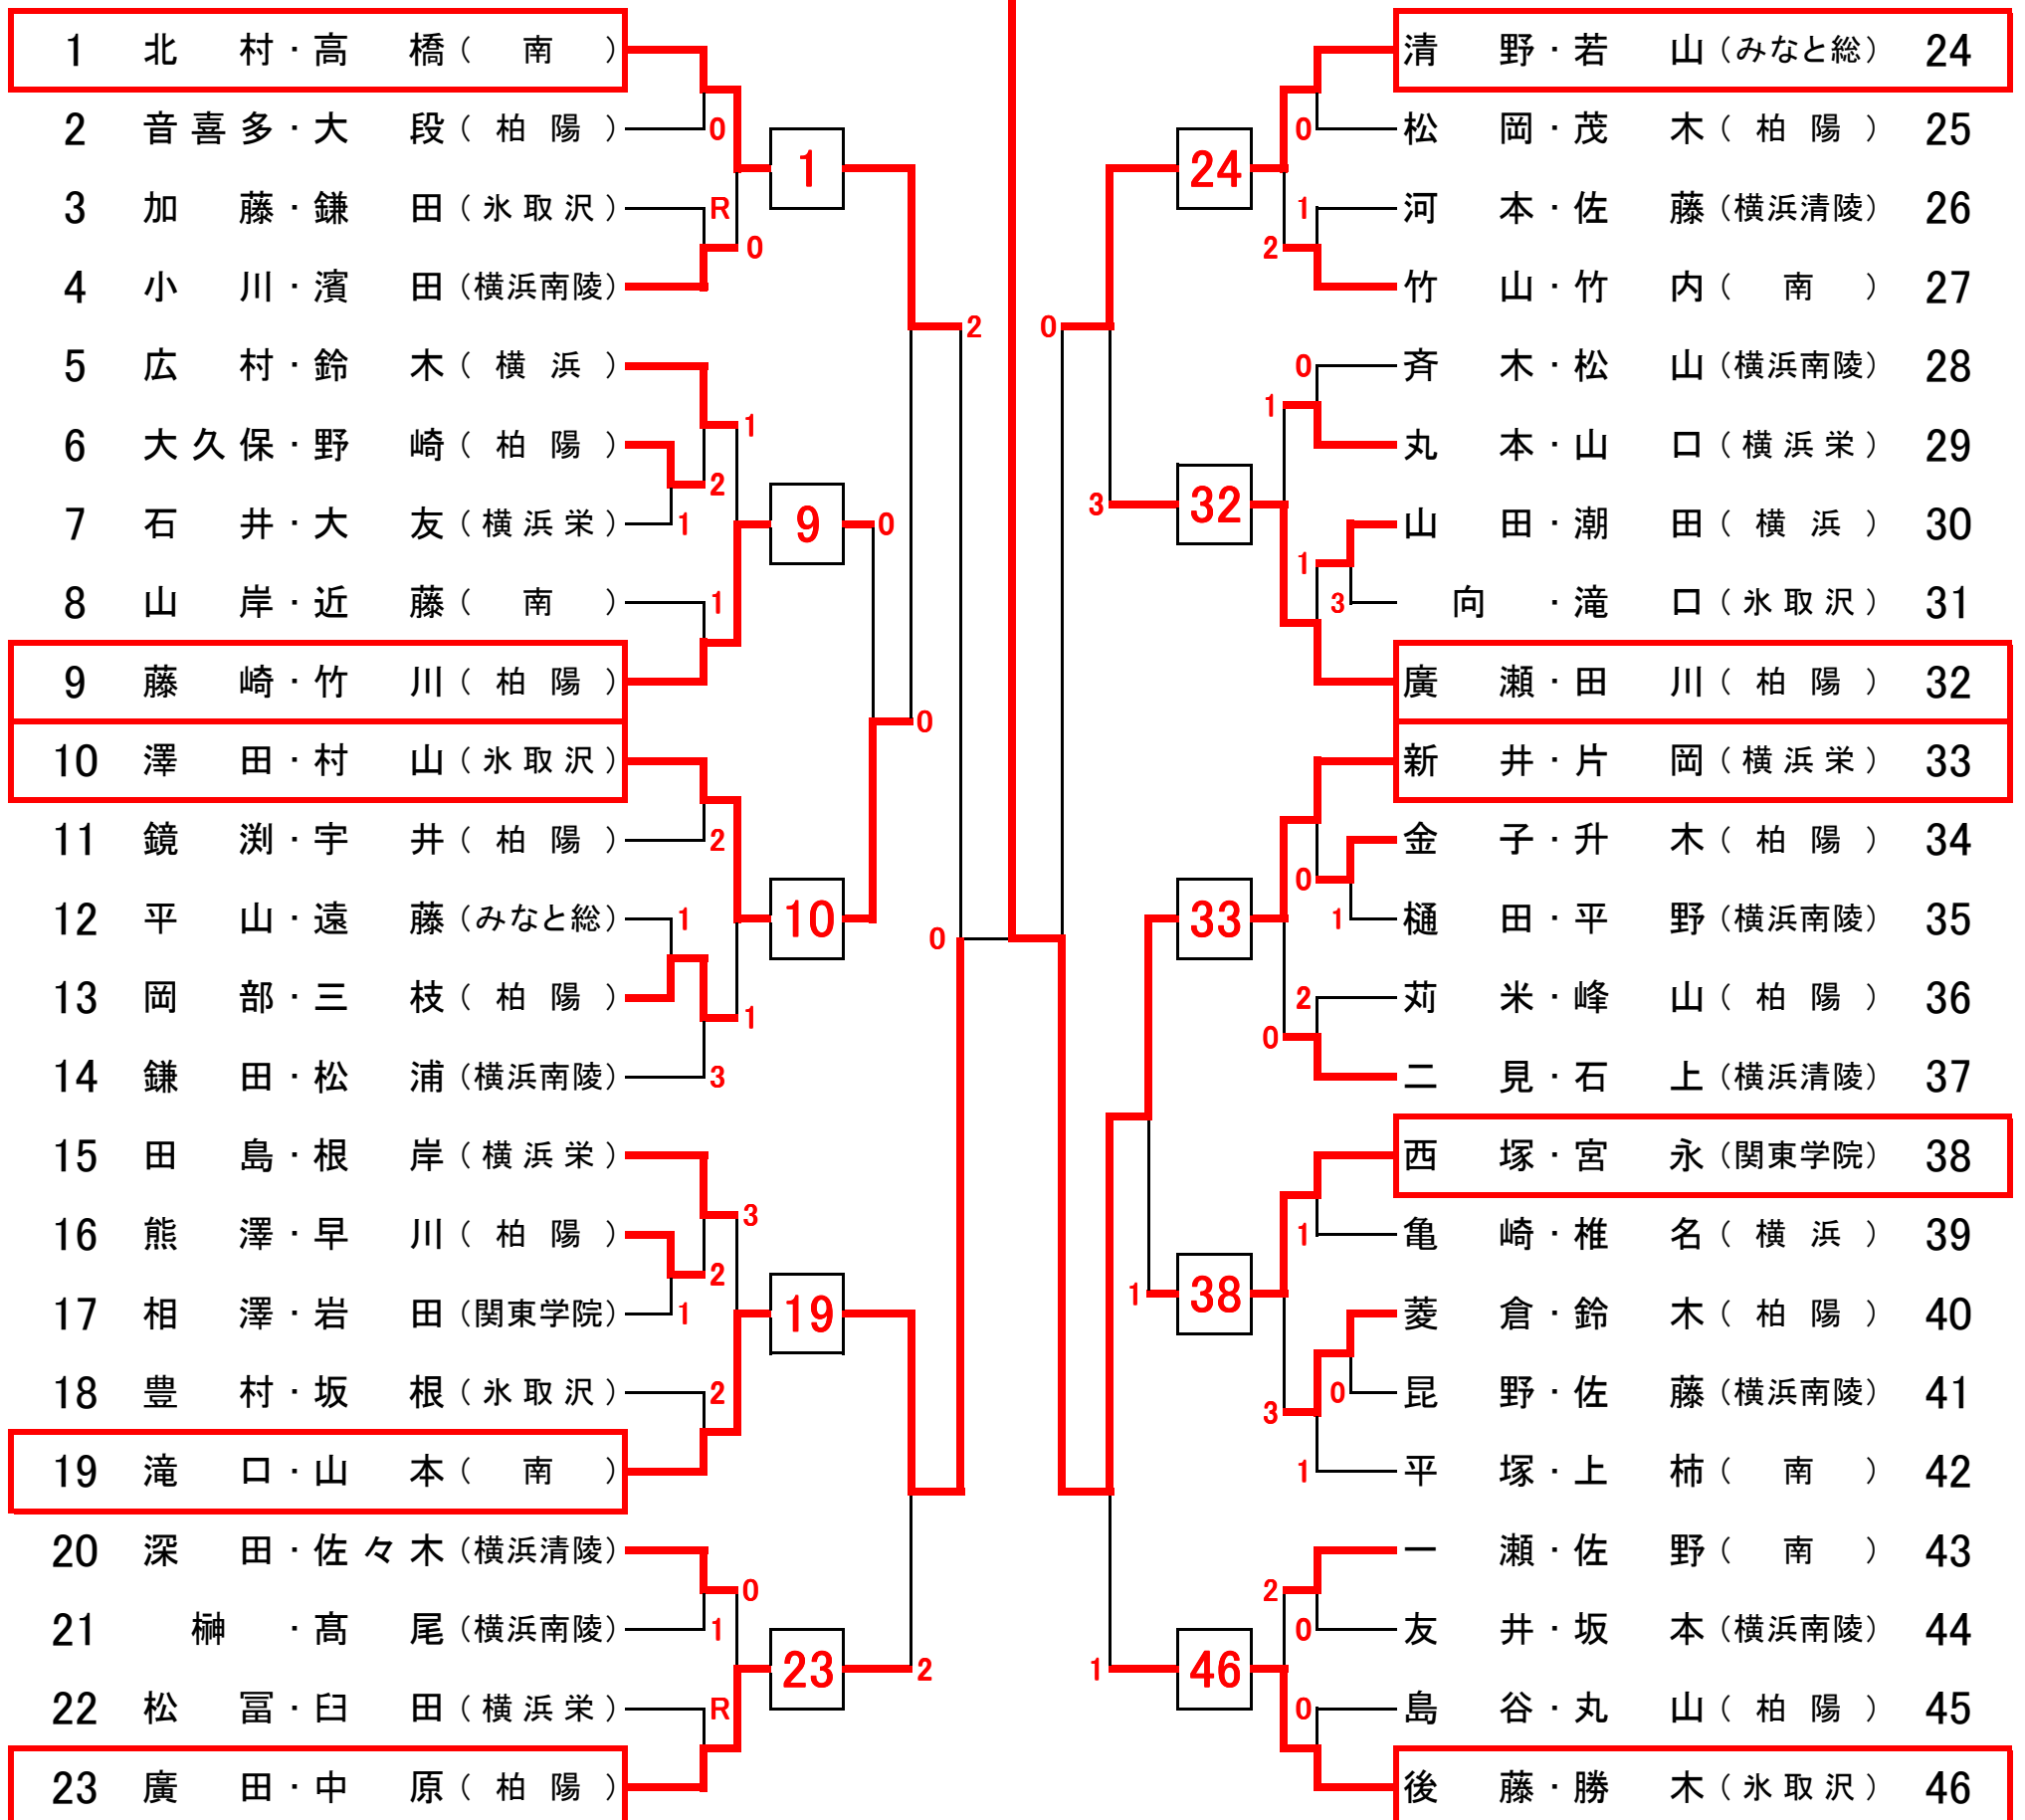 1 北村・高橋(南)
2 音喜多・大段(柏陽)
0
1
3 加藤・鎌田(氷取沢)
R
0
4 小川・濱田(横浜南陵)
2
5 広村・鈴木(横浜)
1
6 大久保・野崎(柏陽)
2
7 石井・大友(横浜栄)
1
9
0
8 山岸・近藤(南)
1
9 藤崎・竹川(柏陽)
0
10 澤田・村山(氷取沢)
11 鏡渕・宇井(柏陽)
2
12 平山・遠藤(みなと総)
1
10
0
13 岡部・三枝(柏陽)
1
14 鎌田・松浦(横浜南陵)
3
15 田島・根岸(横浜栄)
3
16 熊澤・早川(柏陽)
2
17 相澤・岩田(関東学院)
1
19
18 豊村・坂根(氷取沢)
2
19 滝口・山本(南)
20 深田・佐々木(横浜清陵)
0
21 榊・髙尾(横浜南陵)
1
23
2
22 松冨・臼田(横浜栄)
R
23 廣田・中原(柏陽)
清野・若山(みなと総) 24
0
松岡・茂木(柏陽) 25
24
1
河本・佐藤(横浜清陵) 26
2
竹山・竹内(南) 27
0
0
斉木・松山(横浜南陵) 28
1
丸本・山口(横浜栄) 29
3
32
山田・潮田(横浜) 30
1
3
向・滝口(氷取沢) 31
廣瀬・田川(柏陽) 32
新井・片岡(横浜栄) 33
金子・升木(柏陽) 34
0
33
1
樋田・平野(横浜南陵) 35
2
苅米・峰山(柏陽) 36
0
二見・石上(横浜清陵) 37
西塚・宮永(関東学院) 38
1
亀崎・椎名(横浜) 39
1
38
菱倉・鈴木(柏陽) 40
0
昆野・佐藤(横浜南陵) 41
3
1
平塚・上柿(南) 42
一瀬・佐野(南) 43
2
0
友井・坂本(横浜南陵) 44
1
46
0
島谷・丸山(柏陽) 45
後藤・勝木(氷取沢) 46